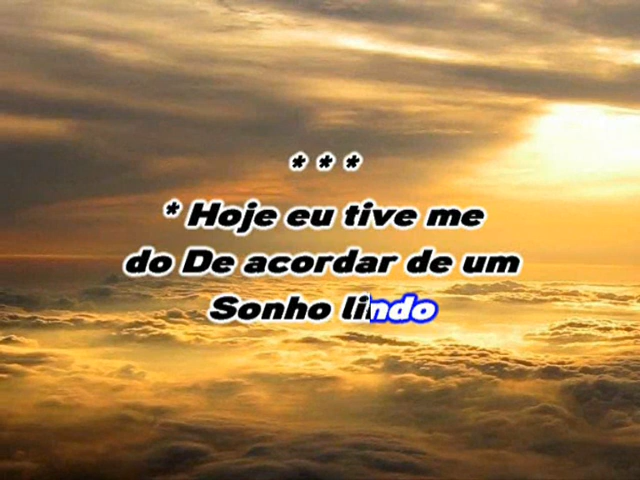 * * *
* Hoje eu tive me
do De acordar de um
Sonho lindo